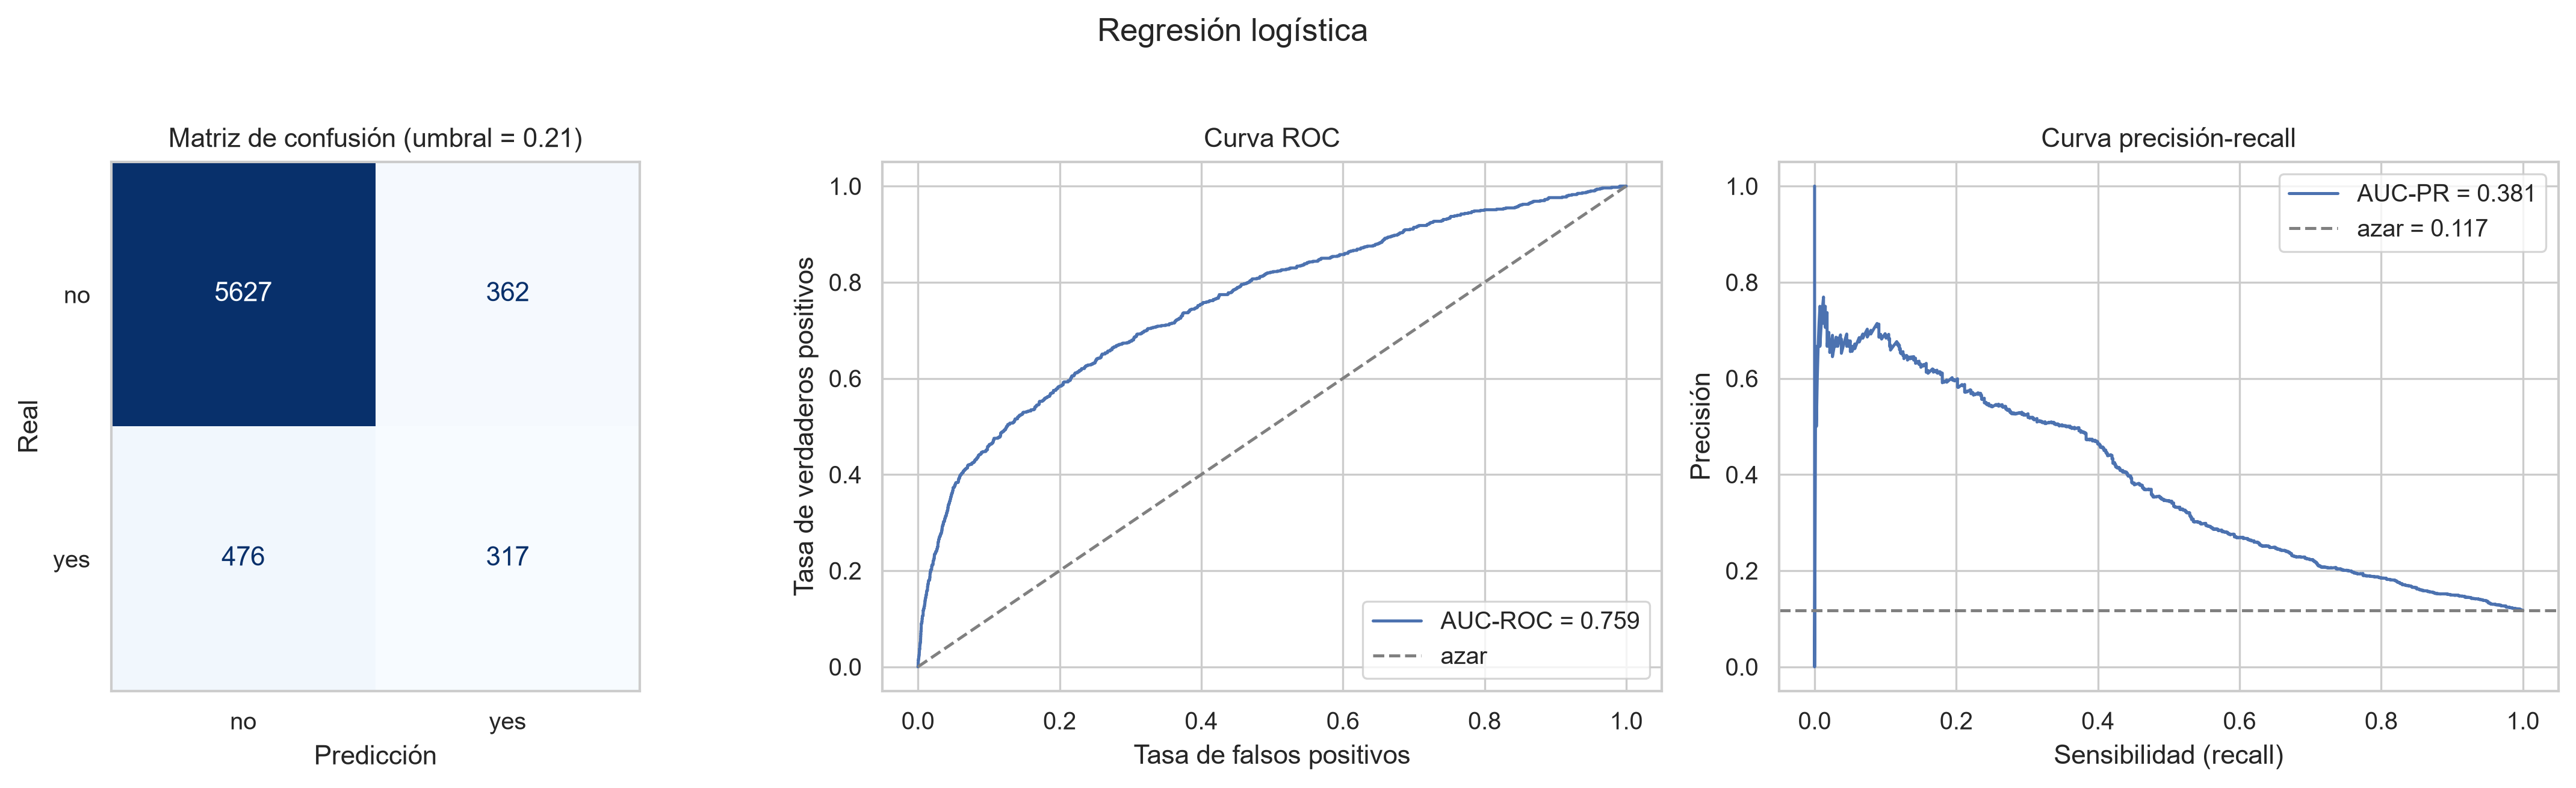 Regresión logística
Matriz de confusión (umbral = 0.21)
Real
no
yes
5627
362
476
317
no
yes
Predicción
Curva ROC
Tasa de verdaderos positivos
1.0
0.8
0.6
0.4
0.2
0.0
AUC-ROC = 0.759
azar
0.0
0.2
0.4
0.6
0.8
1.0
Tasa de falsos positivos
Curva precisión-recall
Precisión
1.0
0.8
0.6
0.4
0.2
0.0
AUC-PR = 0.381
azar = 0.117
0.0
0.2
0.4
0.6
0.8
1.0
Sensibilidad (recall)